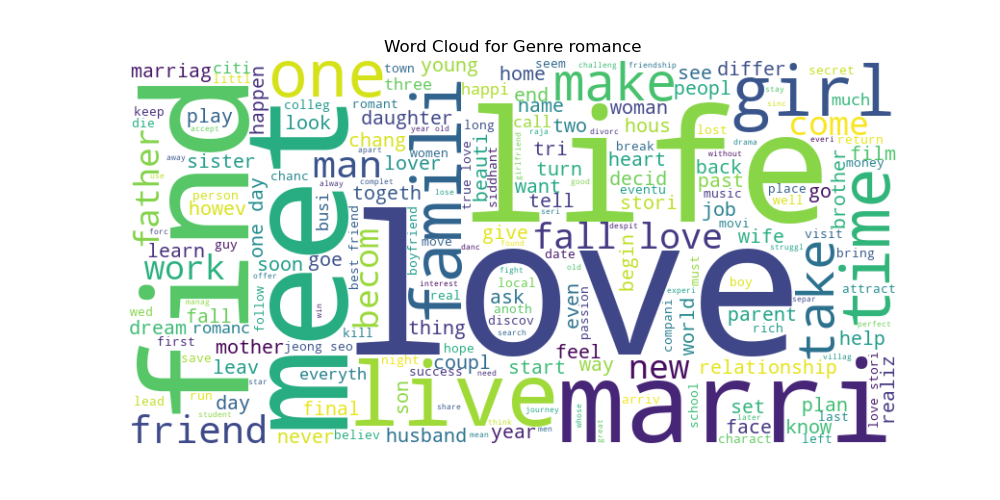 Word Cloud for Genre romance
marriag
citi
littl
one
town
three
young
happi
seem
home
challeng
friendship
make
see
peopl
differ
secret
girl
much
stay
sinc
keep
die
play
accept
happen
colleg
look
romant
daughter
year old
women
long
end
name
call
raja
two
divorc
woman
hous
lost
everi
come
return
film
money
father
find
away
sister
use
person
howev
one day
meet
chanc
man
chang
lover
apart
alway
complet
togeth
famili
lose
true love
beauti
siddhant
want
tri
turn
tell
girlfriend
good
seri
break
heart
decid
eventu
stori
life
without
drama
back
past
music
job
movi
place
well
go
brother
time
forc
learn
guy
work
soon
goe
busi
best friend
becom
boyfriend
move
danc
give
found
fall love
despit
begin
wife
visit
struggl
bring
attract
manag
offer
follow
fall
wed
dream
romanc
first
save
mother
jeong seo
win
kill
love
interest
real
thing
fight
local
ask
anoth
discov
search
date
old
even
passion
compani
world
must
boy
experi
parent
rich
separ
take
perfect
help
villag
leav
star
everyth
night
hope
coupl
success
need
start
feel
way
new
relationship
love stori
realiz
lead
run
day
student
friend
final
never
believ
son
live
husband
share
mean
think
journey
year
men
whose
great
arriv
marri
school
set
face
later
charact
plan
know
last
left